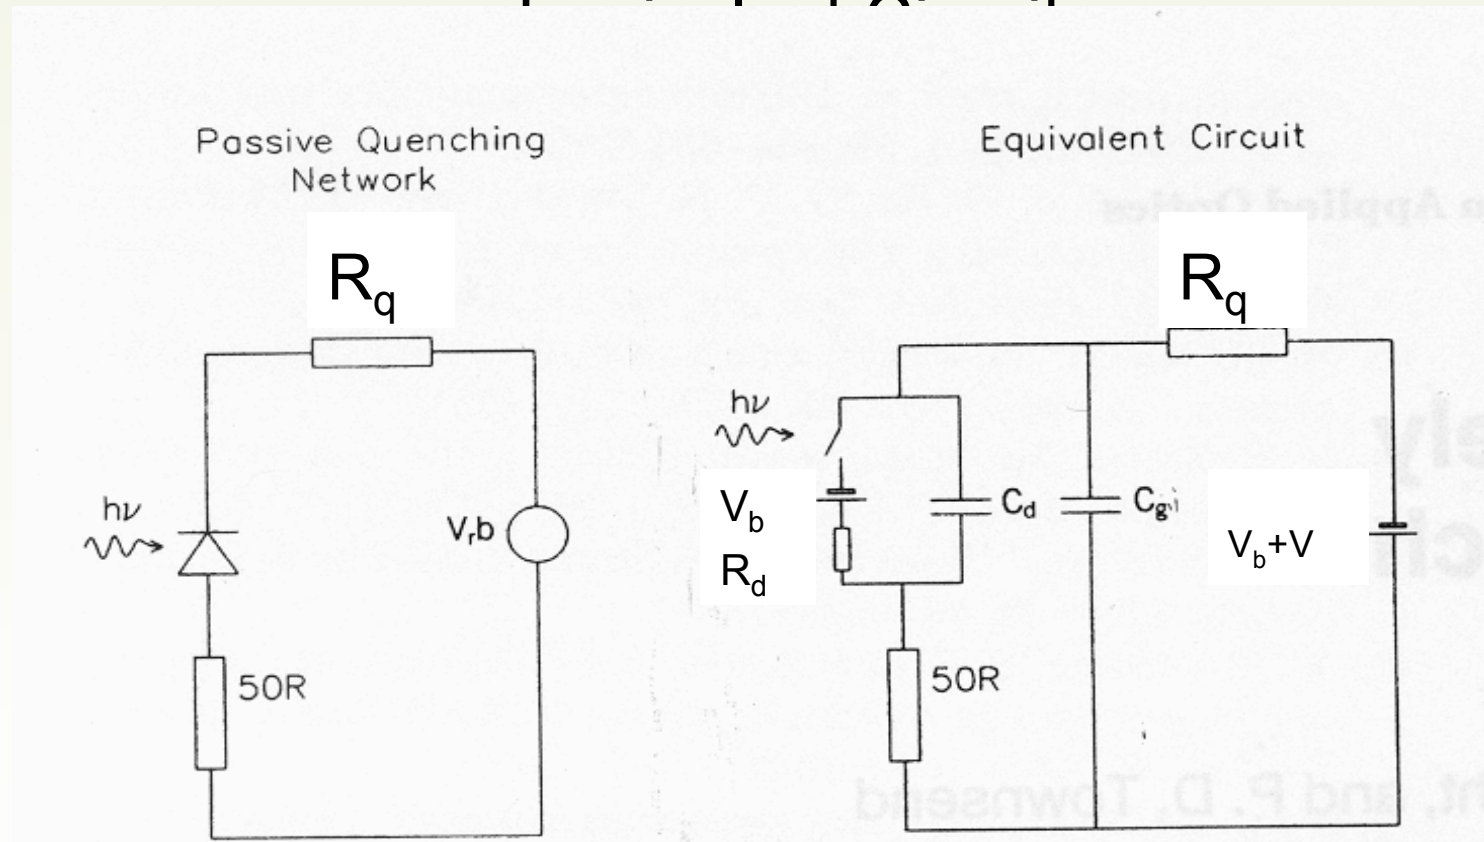 Passive Quenching
Network
Rq
hν
Vrb
50R
Equivalent Circuit
Rq
hν
Vb
Rd
Cd
Cg
Vb+V
50R